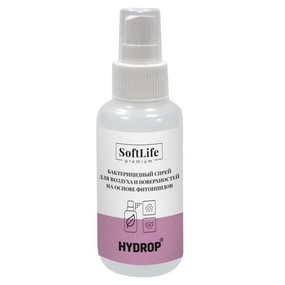 SoftLife
premium
БАКТЕРИЦИДНЫЙ СПРЕЙ
ДЛЯ ВОЗДУХА И ПОВЕРХНОСТЕЙ
НА ОСНОВЕ ФИТОНЦИДОВ
HYDROP®